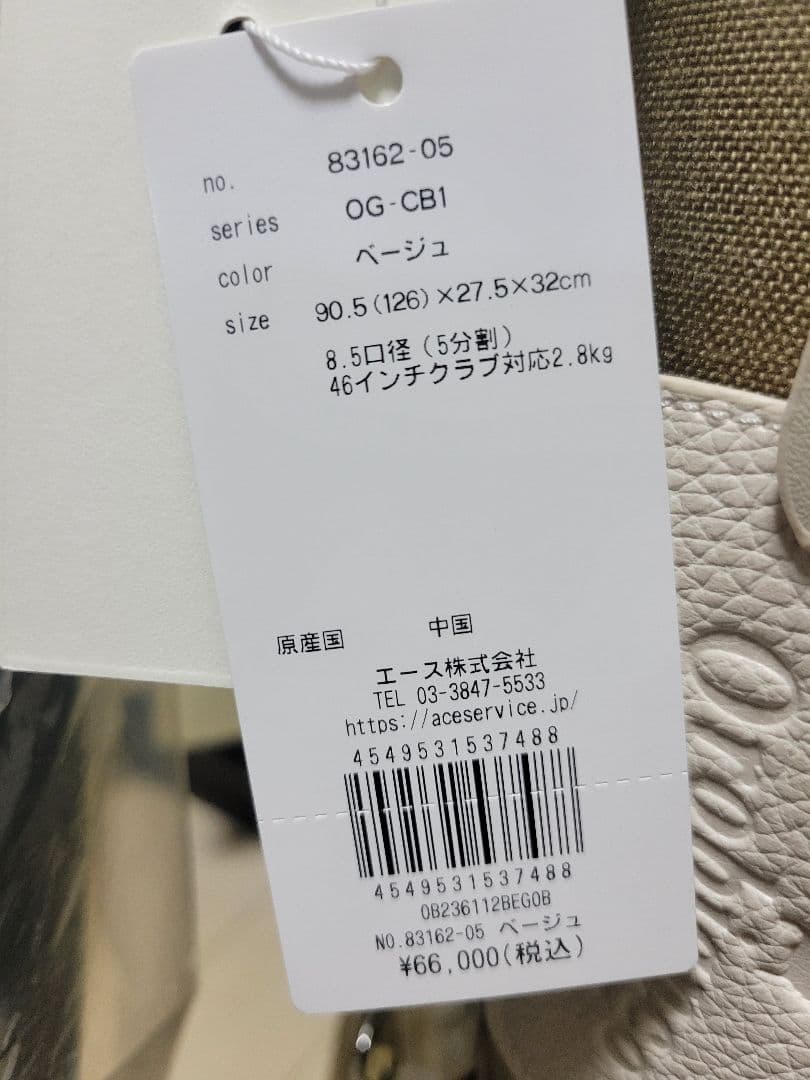 no. 83162-05
series OG-CB1
color ベージュ
size 90.5(126)×27.5×32cm
8.5口径(5分割)
46インチクラブ対応2.8kg
原産国 中国
エース株式会社
TEL 03-3847-5533
https://aceservice.jp/
4549531537488
4549531537488
0B236112BEG0B
NO.83162-05 ベージュ
¥66,000(税込)